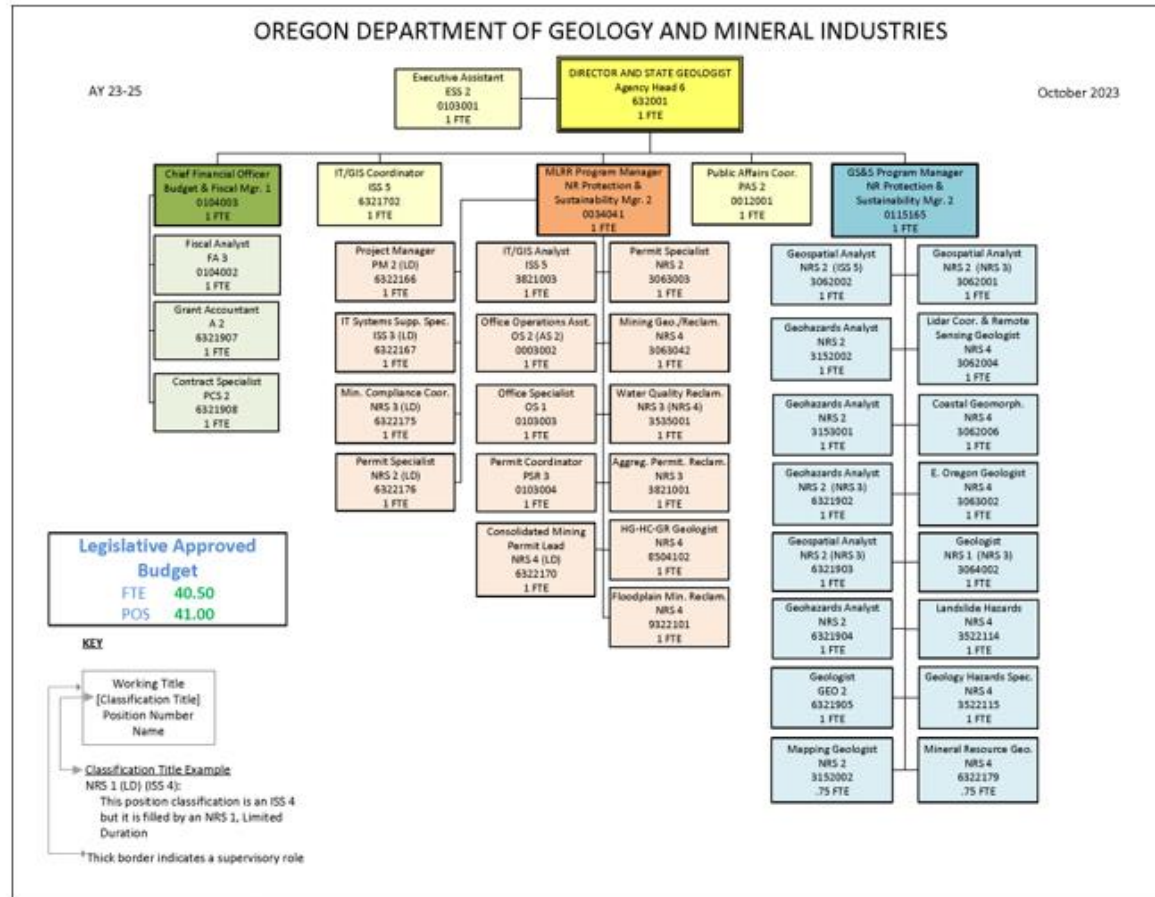 OREGON DEPARTMENT OF GEOLOGY AND MINERAL INDUSTRIES
AY 23-25
October 2023
Executive Assistant
ESS 2
0103001
1 FTE
DIRECTOR AND STATE GEOLOGIST
Agency Head 6
632001
1 FTE
Chief Financial Officer
Budget & Fiscal Mgr. 1
0104003
1 FTE
IT/GIS Coordinator
ISS 5
6321702
1 FTE
MLRR Program Manager
NR Protection &
Sustainability Mgr. 2
0034041
1 FTE
Public Affairs Coor.
PAS 2
0012001
1 FTE
GS&S Program Manager
NR Protection &
Sustainability Mgr. 2
0115165
1 FTE
Fiscal Analyst
FA 3
0104002
1 FTE
Grant Accountant
A 2
6321907
1 FTE
Contract Specialist
PCS 2
6321908
1 FTE
Project Manager
PM 2 (LD)
6322166
1 FTE
IT Systems Supp. Spec.
ISS 3 (LD)
6322167
1 FTE
Min. Compliance Coor.
NRS 3 (LD)
6322175
1 FTE
Permit Specialist
NRS 2 (LD)
6322176
1 FTE
IT/GIS Analyst
ISS 5
3821003
1 FTE
Office Operations Asst.
OS 2 (AS 2)
0003002
1 FTE
Office Specialist
OS 1
0103003
1 FTE
Permit Coordinator
PSR 3
0103004
1 FTE
Consolidated Mining
Permit Lead
NRS 4 (LD)
6322170
1 FTE
Permit Specialist
NRS 2
3063003
1 FTE
Mining Geo./Reclam.
NRS 4
3063042
1 FTE
Water Quality Reclam.
NRS 3 (NRS 4)
3535001
1 FTE
Aggreg. Permit. Reclam.
NRS 3
3821001
1 FTE
HG-HC-GR Geologist
NRS 4
8504102
1 FTE
Floodplain Min. Reclam.
NRS 4
9322101
1 FTE
Geospatial Analyst
NRS 2 (ISS 5)
3062002
1 FTE
Geohazards Analyst
NRS 2
3152002
1 FTE
Geohazards Analyst
NRS 2
3153001
1 FTE
Geohazards Analyst
NRS 2 (NRS 3)
6321902
1 FTE
Geospatial Analyst
NRS 2 (NRS 3)
6321903
1 FTE
Geohazards Analyst
NRS 2
6321904
1 FTE
Geologist
GEO 2
6321905
1 FTE
Mapping Geologist
NRS 2
3152002
.75 FTE
Geospatial Analyst
NRS 2 (NRS 3)
3062001
1 FTE
Lidar Coor. & Remote
Sensing Geologist
NRS 4
3062004
1 FTE
Coastal Geomorph.
NRS 4
3062006
1 FTE
E. Oregon Geologist
NRS 4
3063002
1 FTE
Geologist
NRS 1 (NRS 3)
3064002
1 FTE
Landslide Hazards
NRS 4
3522114
1 FTE
Geology Hazards Spec.
NRS 4
3522115
1 FTE
Mineral Resource Geo.
NRS 4
6322179
.75 FTE
Legislative Approved
Budget
FTE 40.50
POS 41.00
KEY
Working Title
[Classification Title]
Position Number
Name
Classification Title Example
NRS 1 (LD) (ISS 4):
This position classification is an ISS 4
but it is filled by an NRS 1, Limited
Duration
Thick border indicates a supervisory role